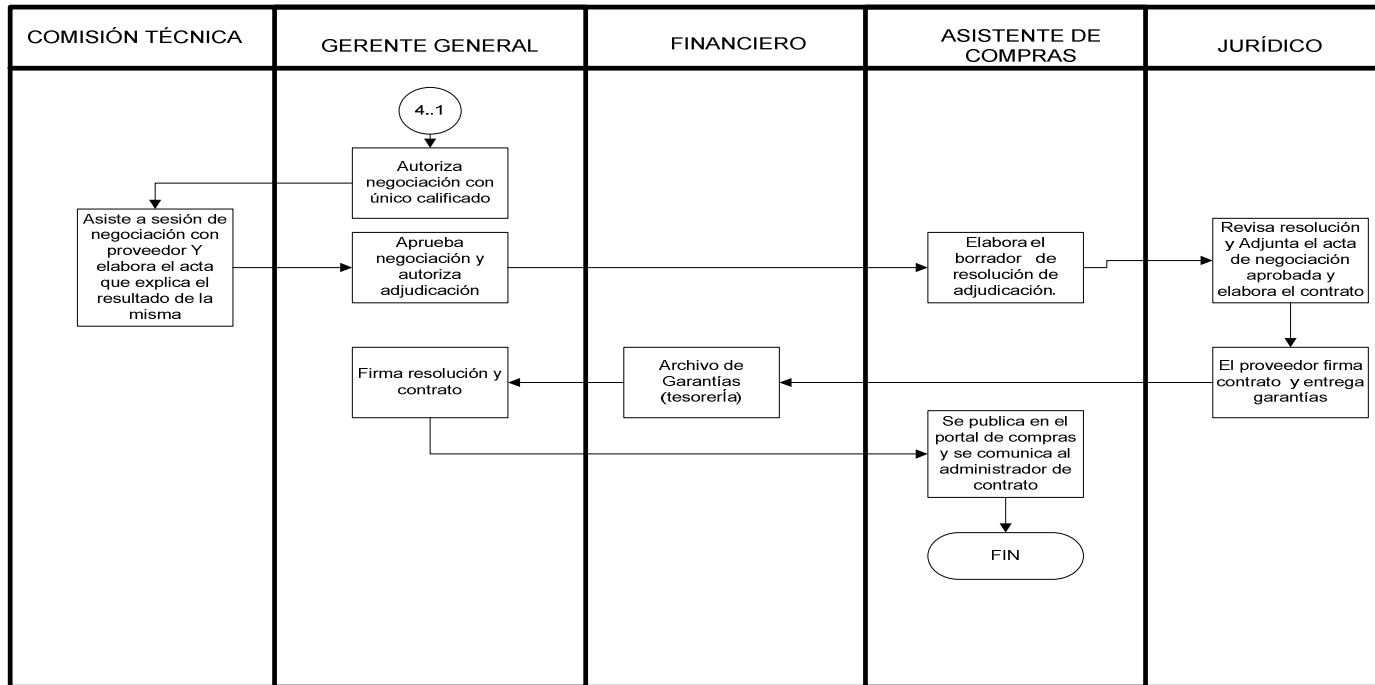 COMISIÓN TÉCNICA
GERENTE GENERAL
FINANCIERO
ASISTENTE DE
COMPRAS
JURÍDICO
4..1
Autoriza
negociación con
único calificado
Asiste a sesión de
negociación con
proveedor Y
elabora el acta
que explica el
resultado de la
misma
Aprueba
negociación y
autoriza
adjudicación
Elabora el
borrador de
resolución de
adjudicación.
Revisa resolución
y Adjunta el acta
de negociación
aprobada y
elabora el contrato
Firma resolución y
contrato
Archivo de
Garantías
(tesorería)
El proveedor firma
contrato y entrega
garantías
Se publica en el
portal de compras
y se comunica al
administrador de
contrato
FIN